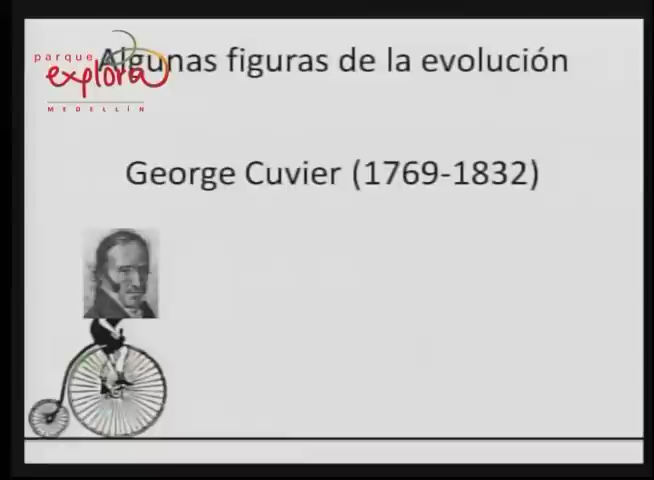 Algunas figuras de la evolución
parque
explora
MEDELLÍN
George Cuvier (1769-1832)